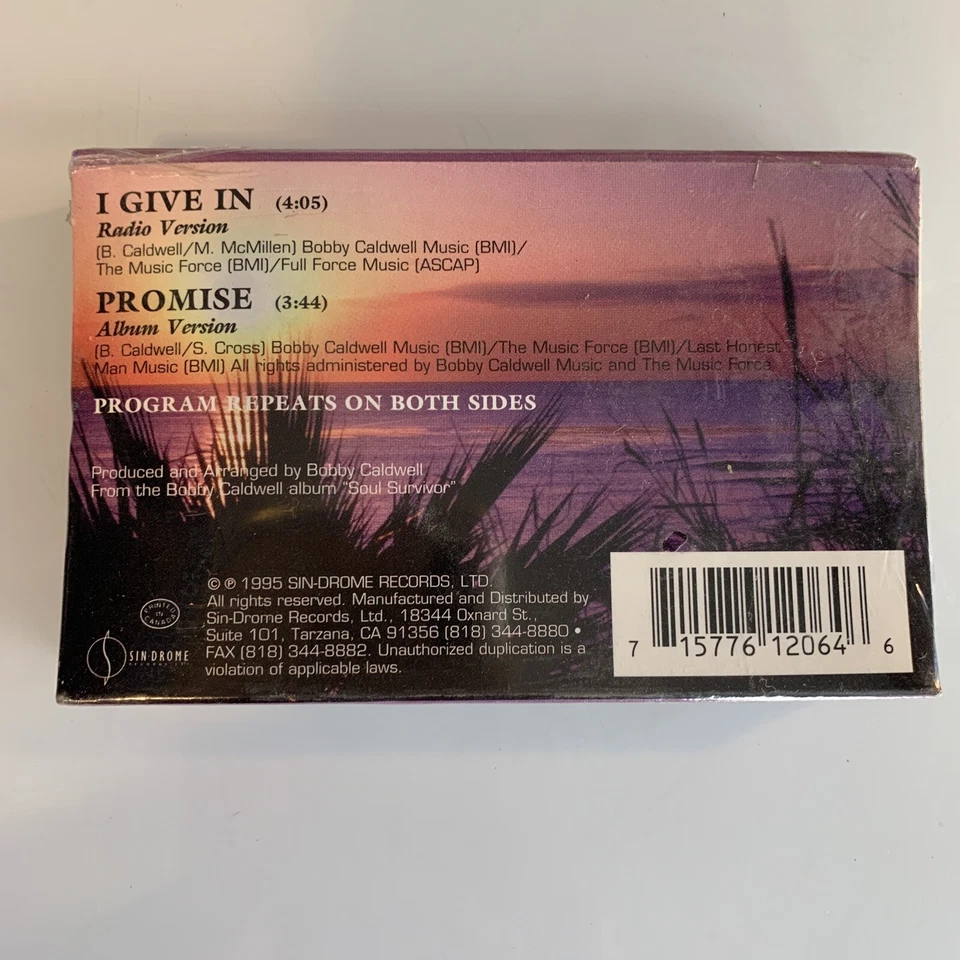 I GIVE IN (4:05)
Radio Version
(B. Caldwell/M. McMillen) Bobby Caldwell Music (BMI)/
The Music Force (BMI)/Full Force Music (ASCAP)
PROMISE (3:44)
Album Version
(B. Caldwell/S. Cross) Bobby Caldwell Music (BMI)/The Music Force (BMI)/Last Honest
Man Music (BMI) All rights administered by Bobby Caldwell Music and The Music Force
PROGRAM REPEATS ON BOTH SIDES
Produced and Arranged by Bobby Caldwell
From the Bobby Caldwell album "Soul Survivor"
© ℗ 1995 SIN-DROME RECORDS, LTD.
All rights reserved. Manufactured and Distributed by
Sin-Drome Records, Ltd., 18344 Oxnard St.,
Suite 101, Tarzana, CA 91356 (818) 344-8880 •
FAX (818) 344-8882. Unauthorized duplication is a
violation of applicable laws.
PRINTED IN CANADA
SIN-DROME
RECORDS LTD.
7 15776 12064 6